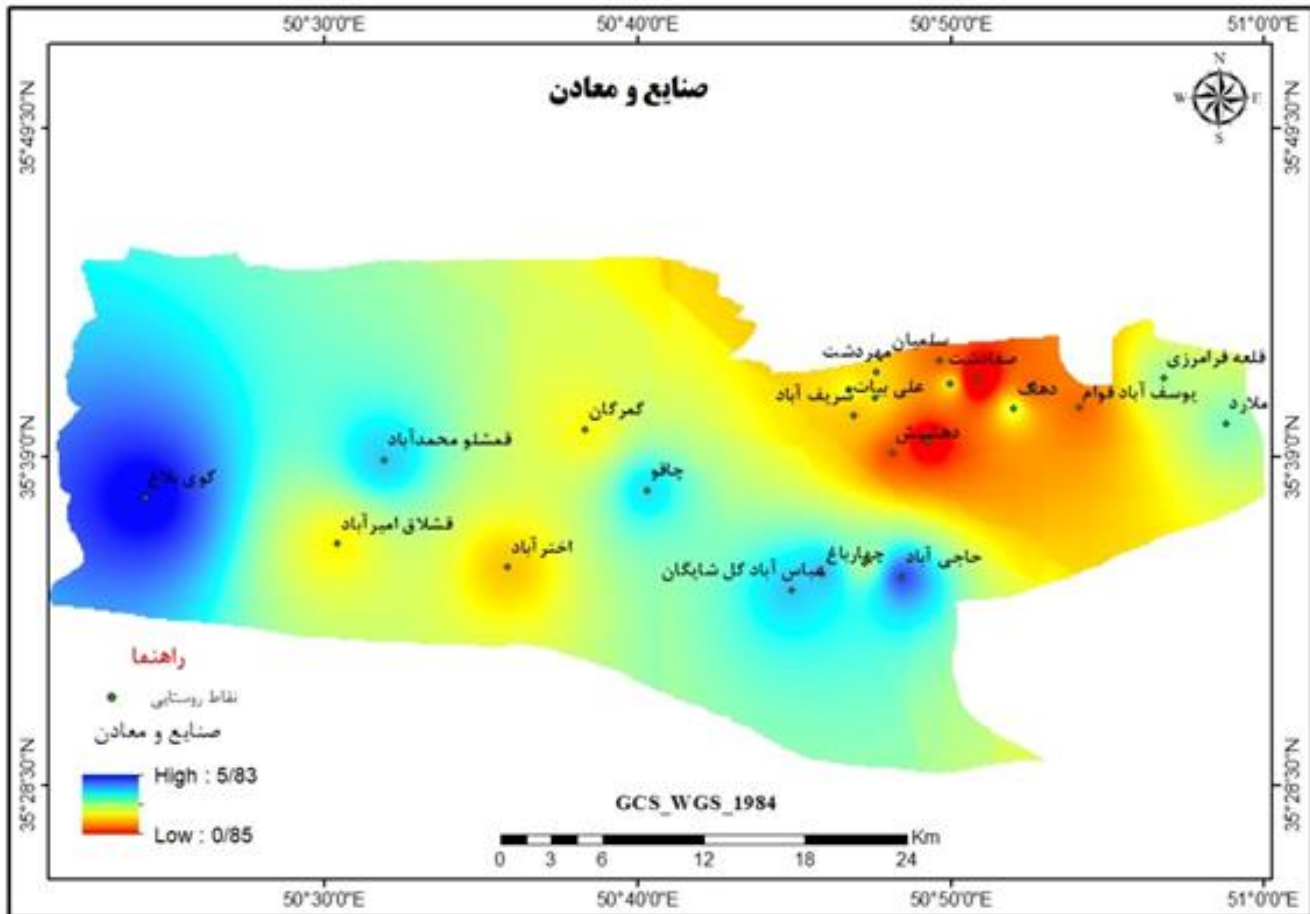 50°30'0"E 50°40'0"E 50°50'0"E 51°0'0"E
صنایع و معادن
N
W E
S
35°49'30"N 35°49'30"N
سلمیان
مهردشت صفادشت قلعه فرامرزی
علی بیات دهک یوسف آباد قوام
شریف آباد ملارد
گمرگان
دهشیش
قمشلو محمدآباد
35°39'0"N 35°39'0"N
چاقو
کوی بلاغ
قشلاق امیرآباد
اخترآباد
چهارباغ حاجی آباد
عباس آباد گل شایگان
راهنما
نقاط روستایی
صنایع و معادن
High : 5/83
Low : 0/85
35°28'30"N 35°28'30"N
GCS_WGS_1984
Km
0 3 6 12 18 24
50°30'0"E 50°40'0"E 50°50'0"E 51°0'0"E